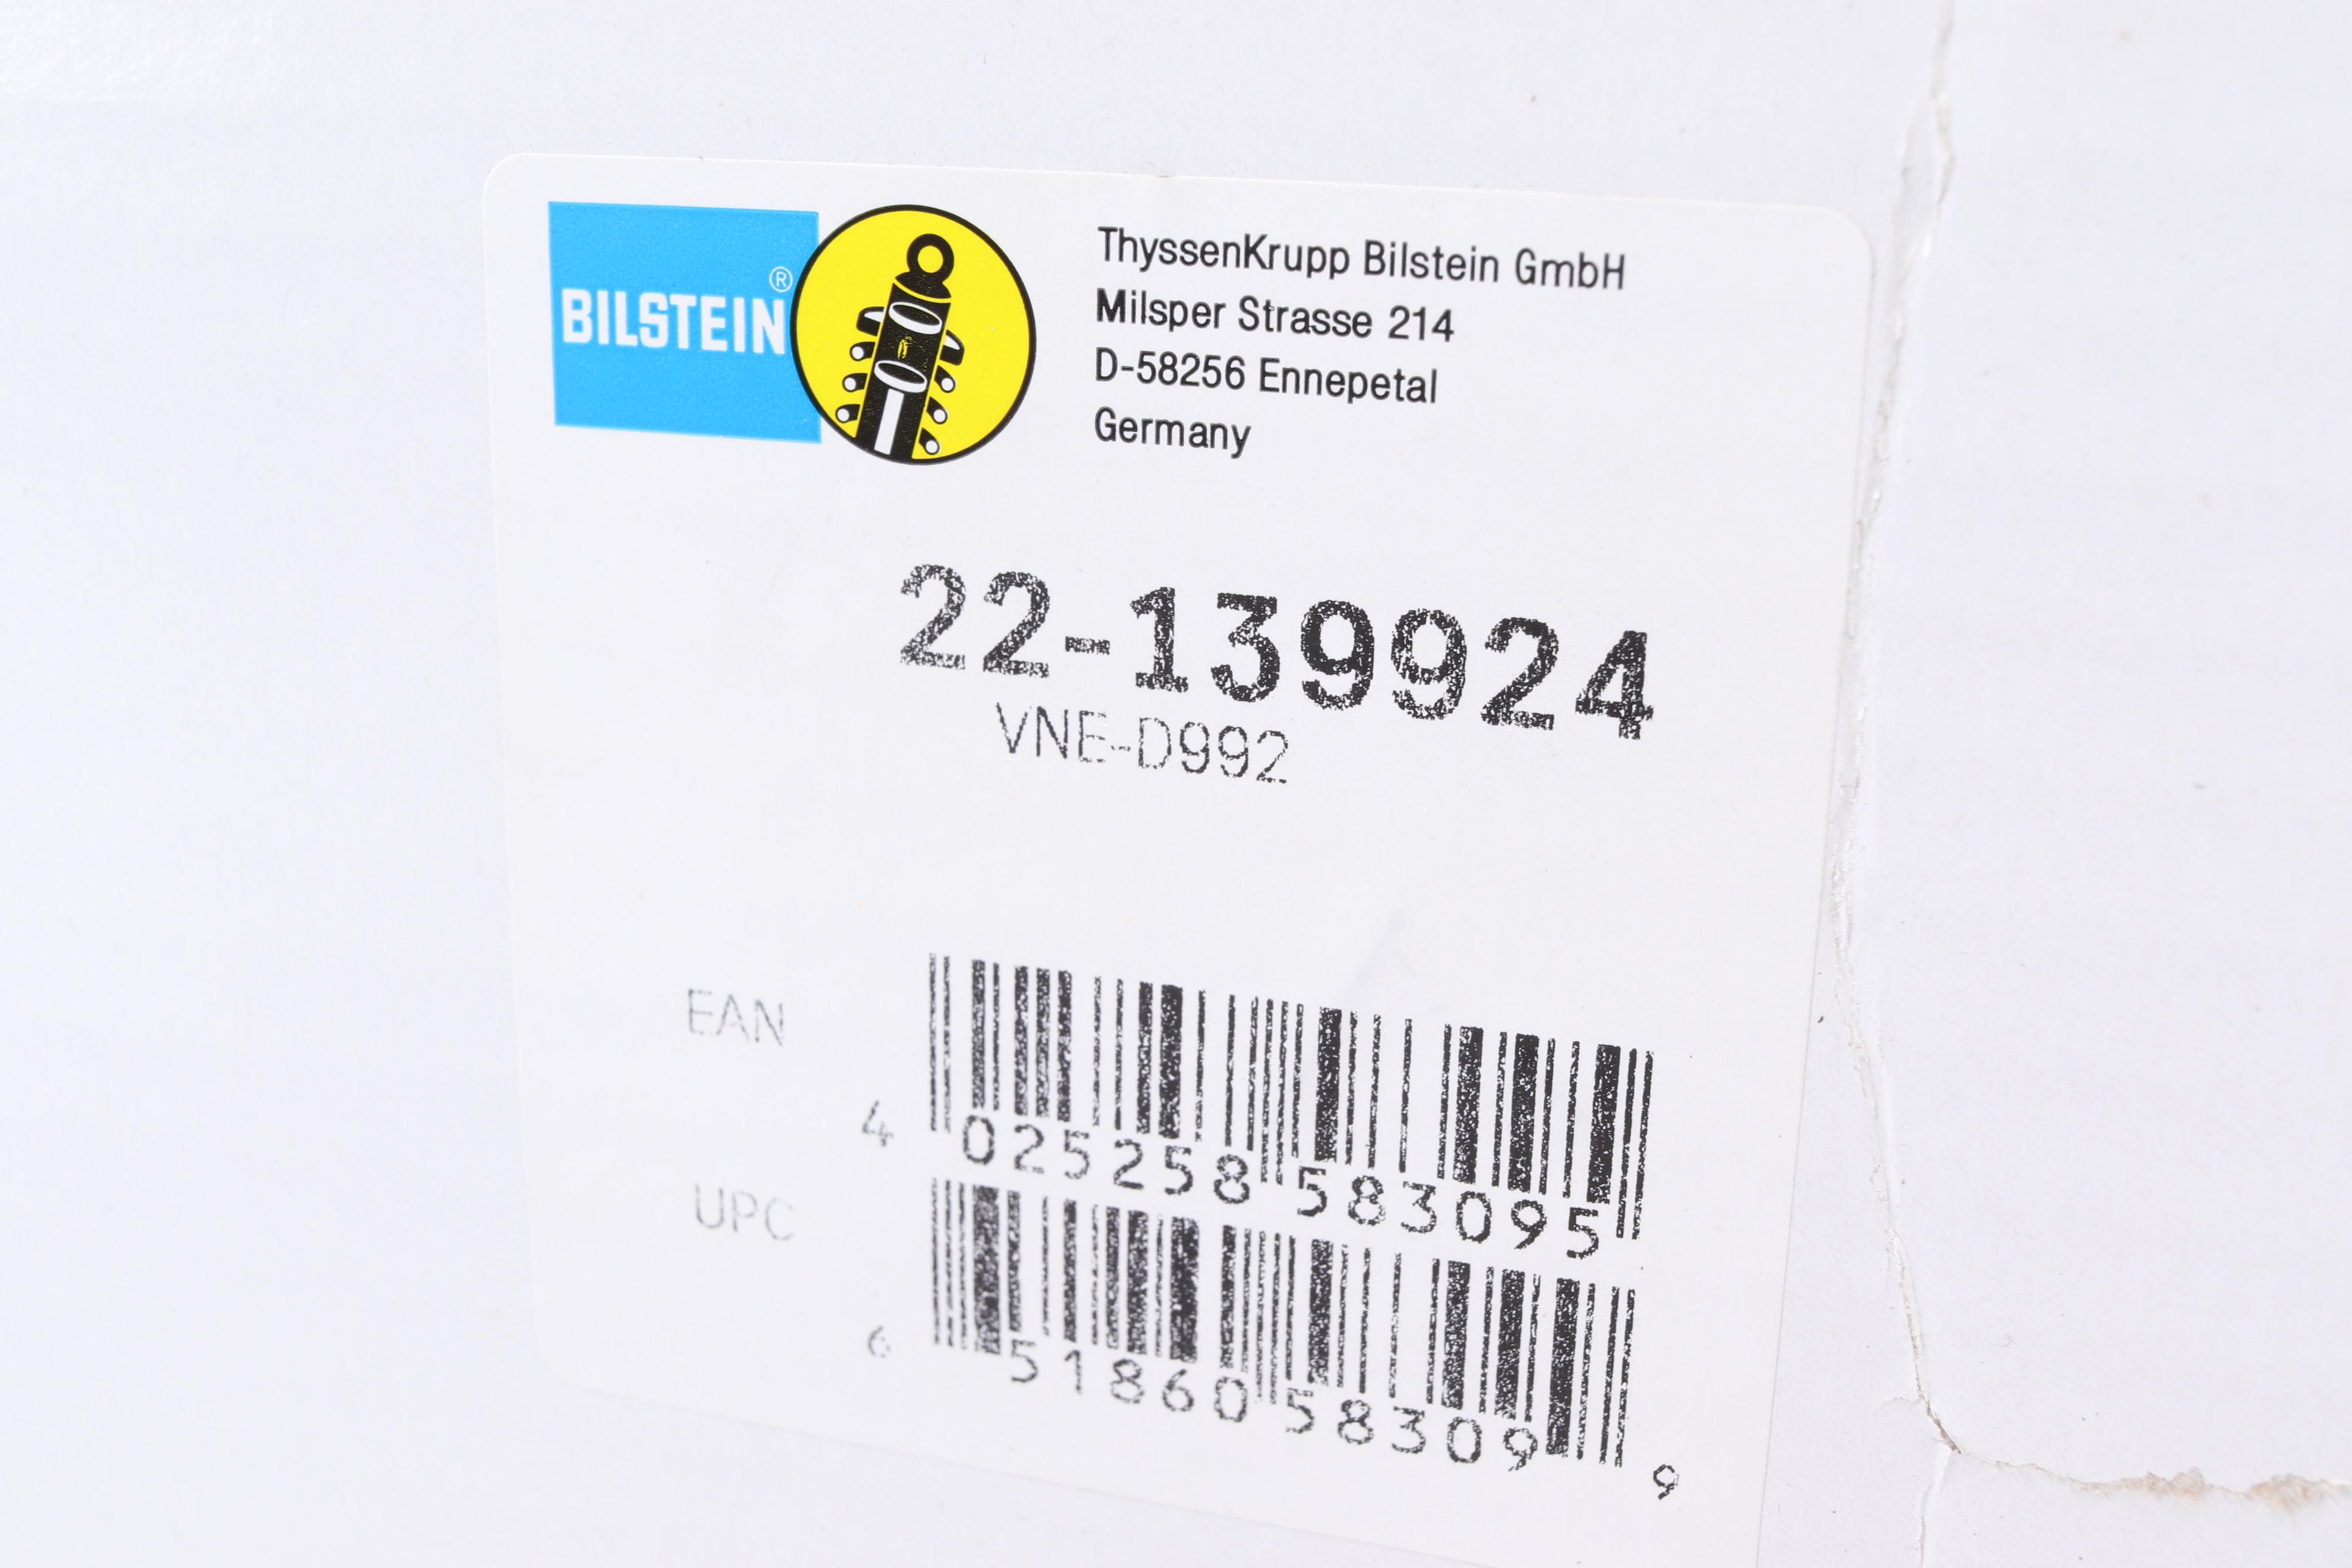 BILSTEIN®
ThyssenKrupp Bilstein GmbH
Milsper Strasse 214
D-58256 Ennepetal
Germany
22-139924
VNE-D992
EAN
4 025258 583095
UPC
6 51860 58309 9